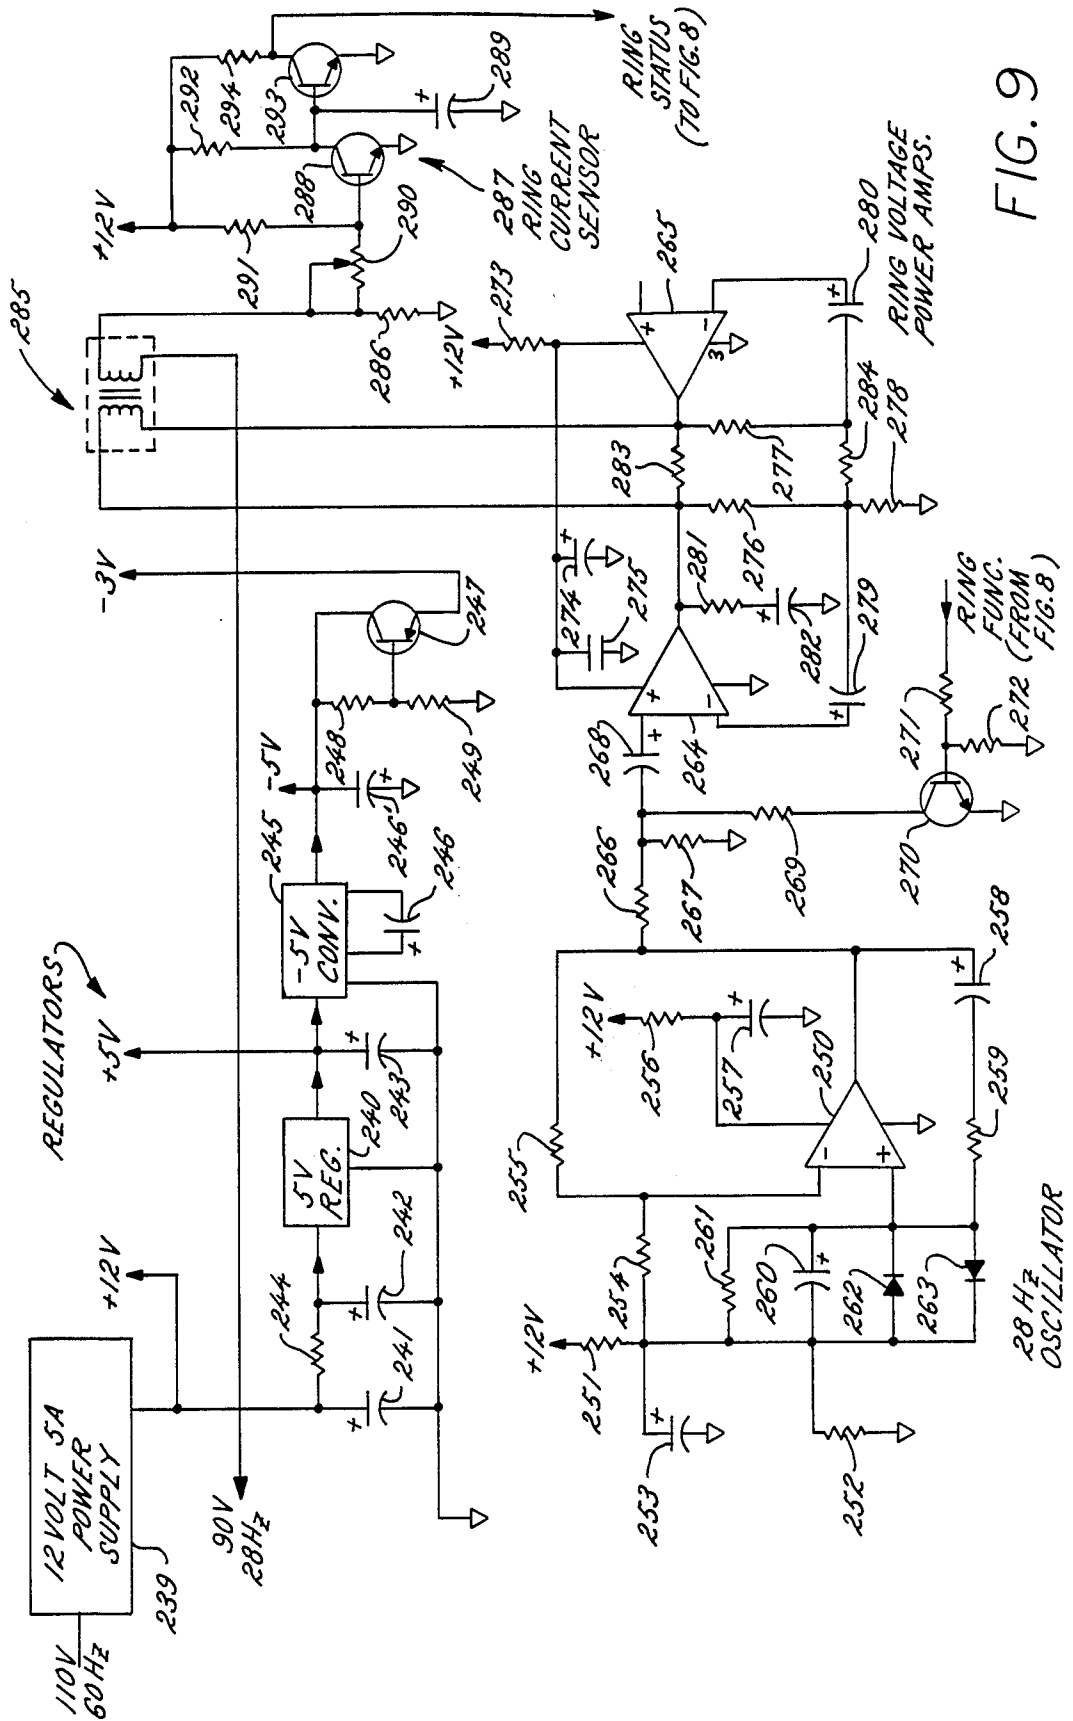 110V
60Hz
12 VOLT 5A
POWER
SUPPLY
239
+12V
REGULATORS
+5V
-5V
-3V
285
+12V
90V
28Hz
244
241
242
5V
REG.
240
243
-5V
CONV.
245
246
246'
248
249
247
286
291
290
288
292
294
293
289
287
RING
CURRENT
SENSOR
RING
STATUS
(TO FIG.8)
+12V
251
253
252
254
255
261
260
262
263
+12V
256
257
250
259
258
28 Hz
OSCILLATOR
266
267
268
269
270
271
272
RING
FUNC.
(FROM
FIG.8)
264
274
275
281
282
276
279
283
+12V
273
265
3
277
284
278
280
RING VOLTAGE
POWER AMPS.
FIG. 9